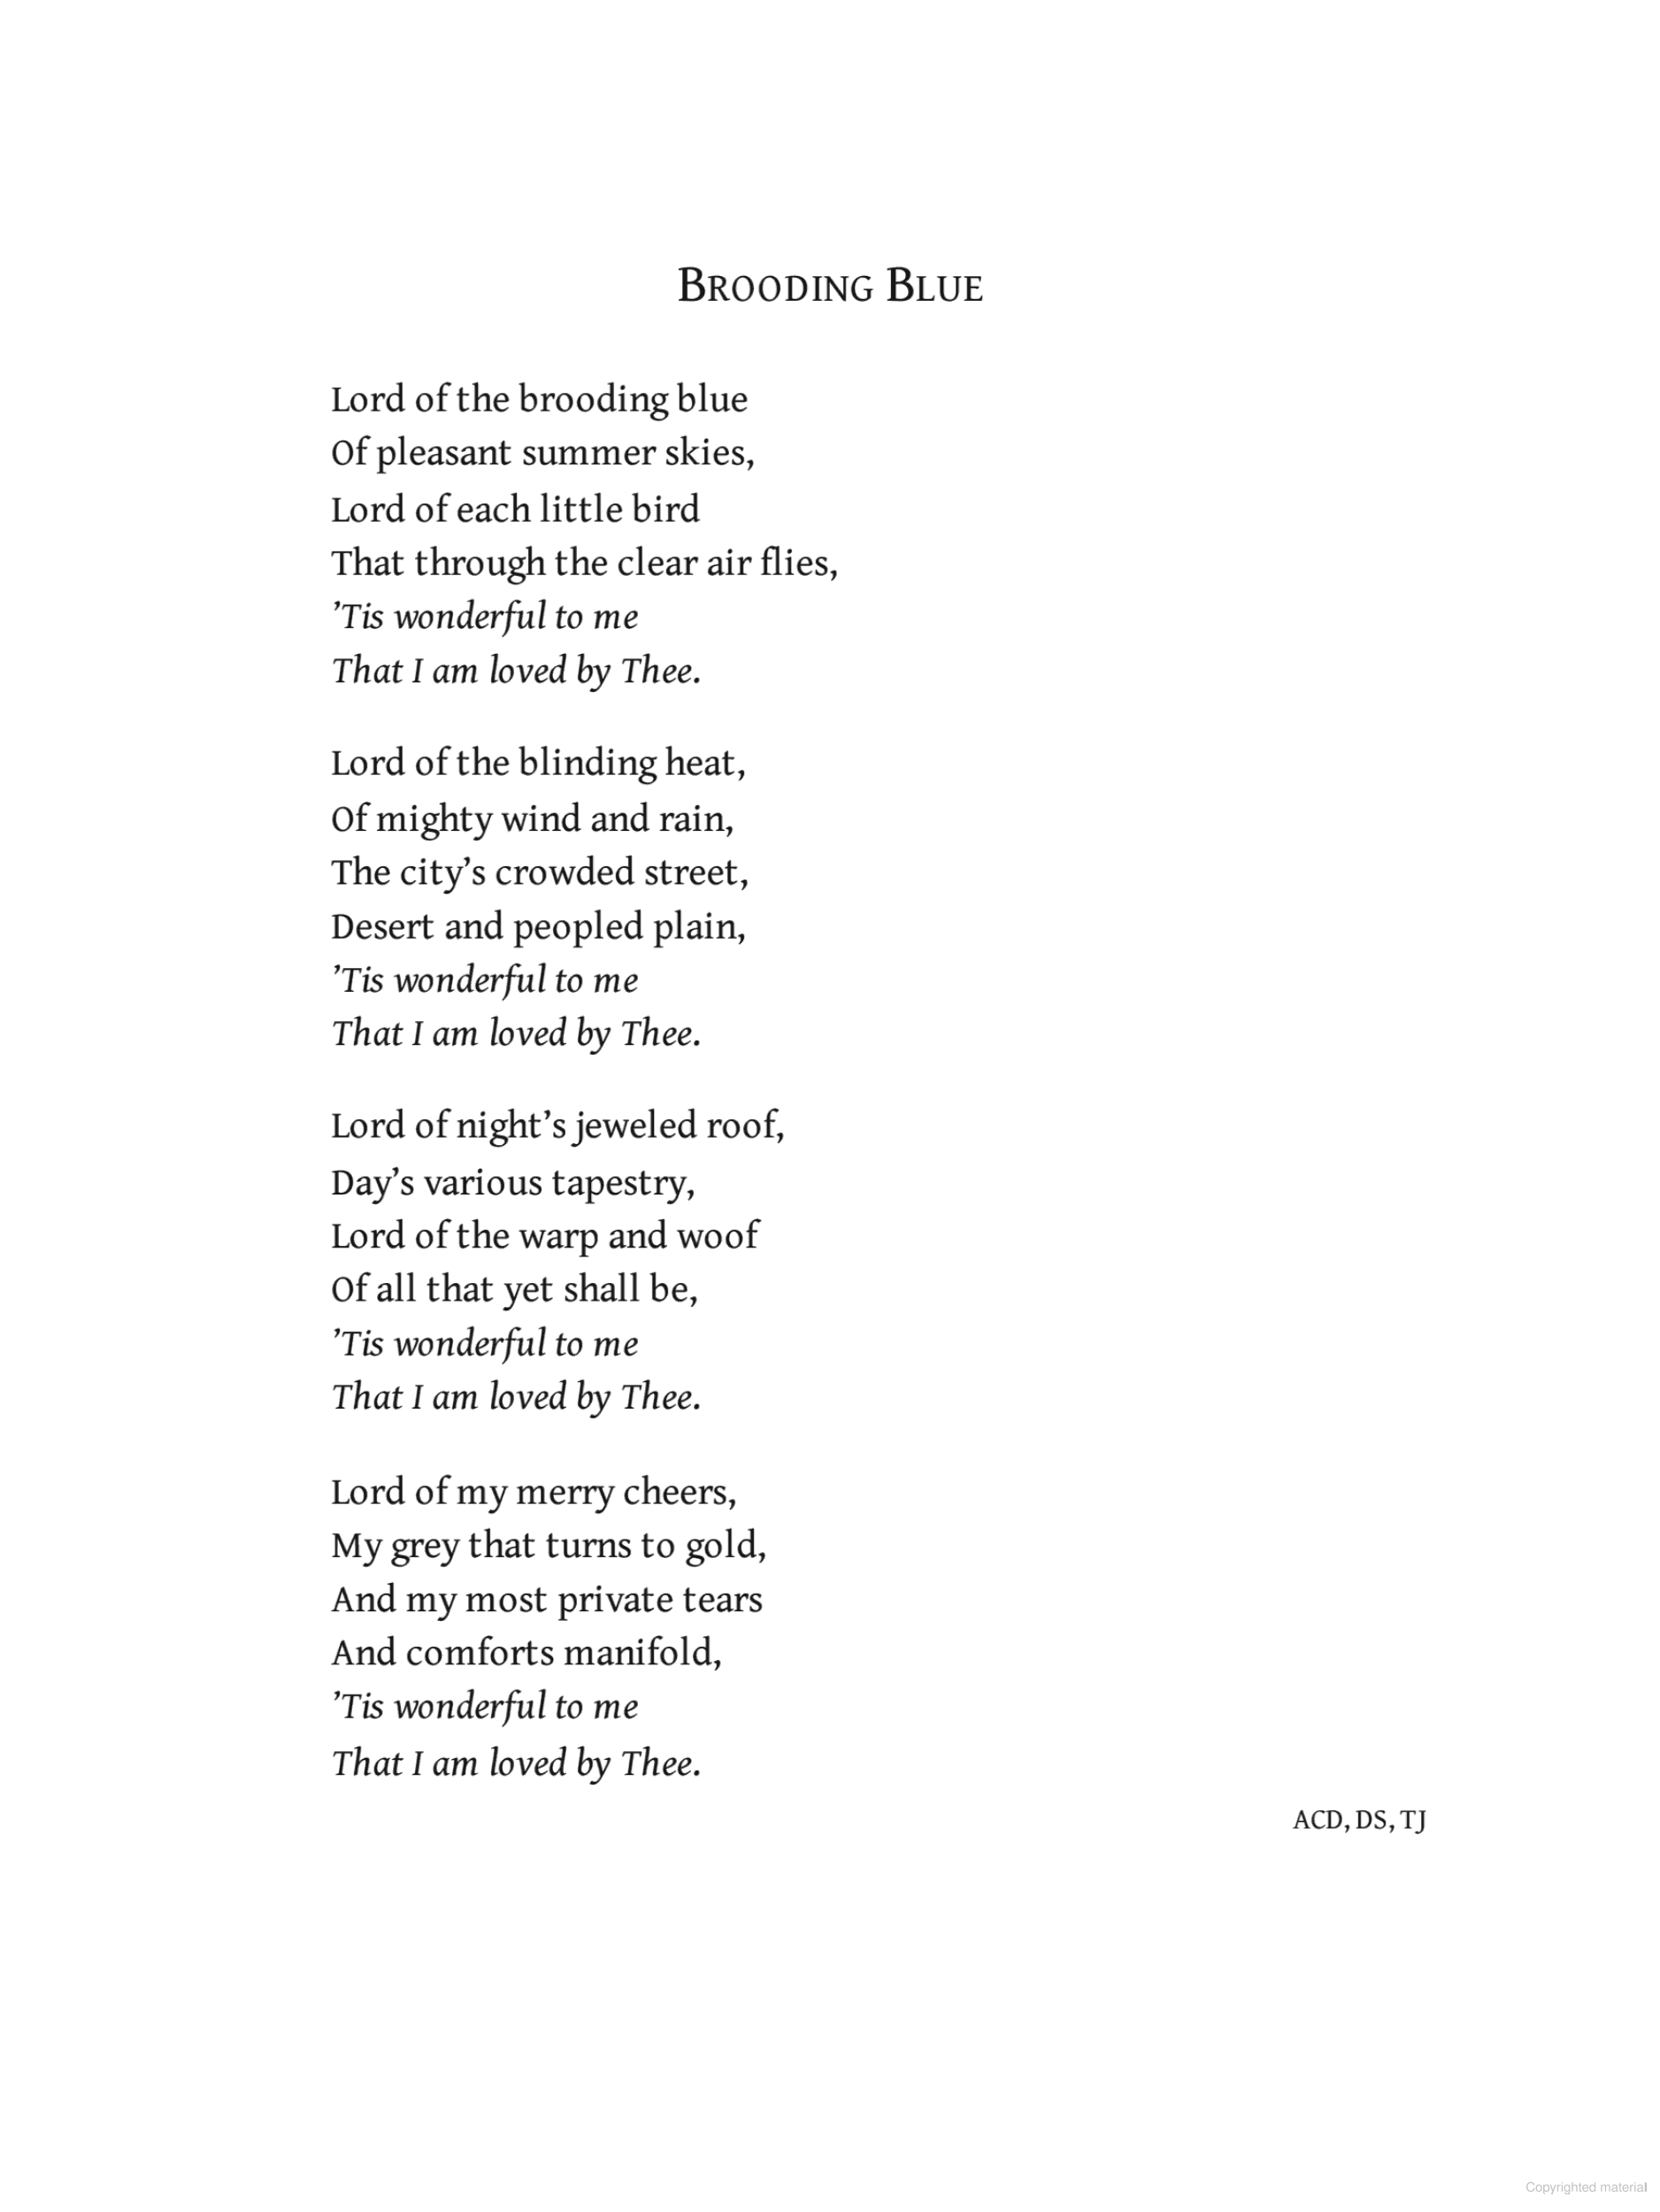 BROODING BLUE
Lord of the brooding blue
Of pleasant summer skies,
Lord of each little bird
That through the clear air flies,
’Tis wonderful to me
That I am loved by Thee.
Lord of the blinding heat,
Of mighty wind and rain,
The city’s crowded street,
Desert and peopled plain,
’Tis wonderful to me
That I am loved by Thee.
Lord of night’s jeweled roof,
Day’s various tapestry,
Lord of the warp and woof
Of all that yet shall be,
’Tis wonderful to me
That I am loved by Thee.
Lord of my merry cheers,
My grey that turns to gold,
And my most private tears
And comforts manifold,
’Tis wonderful to me
That I am loved by Thee.
ACD, DS, TJ
Copyrighted material